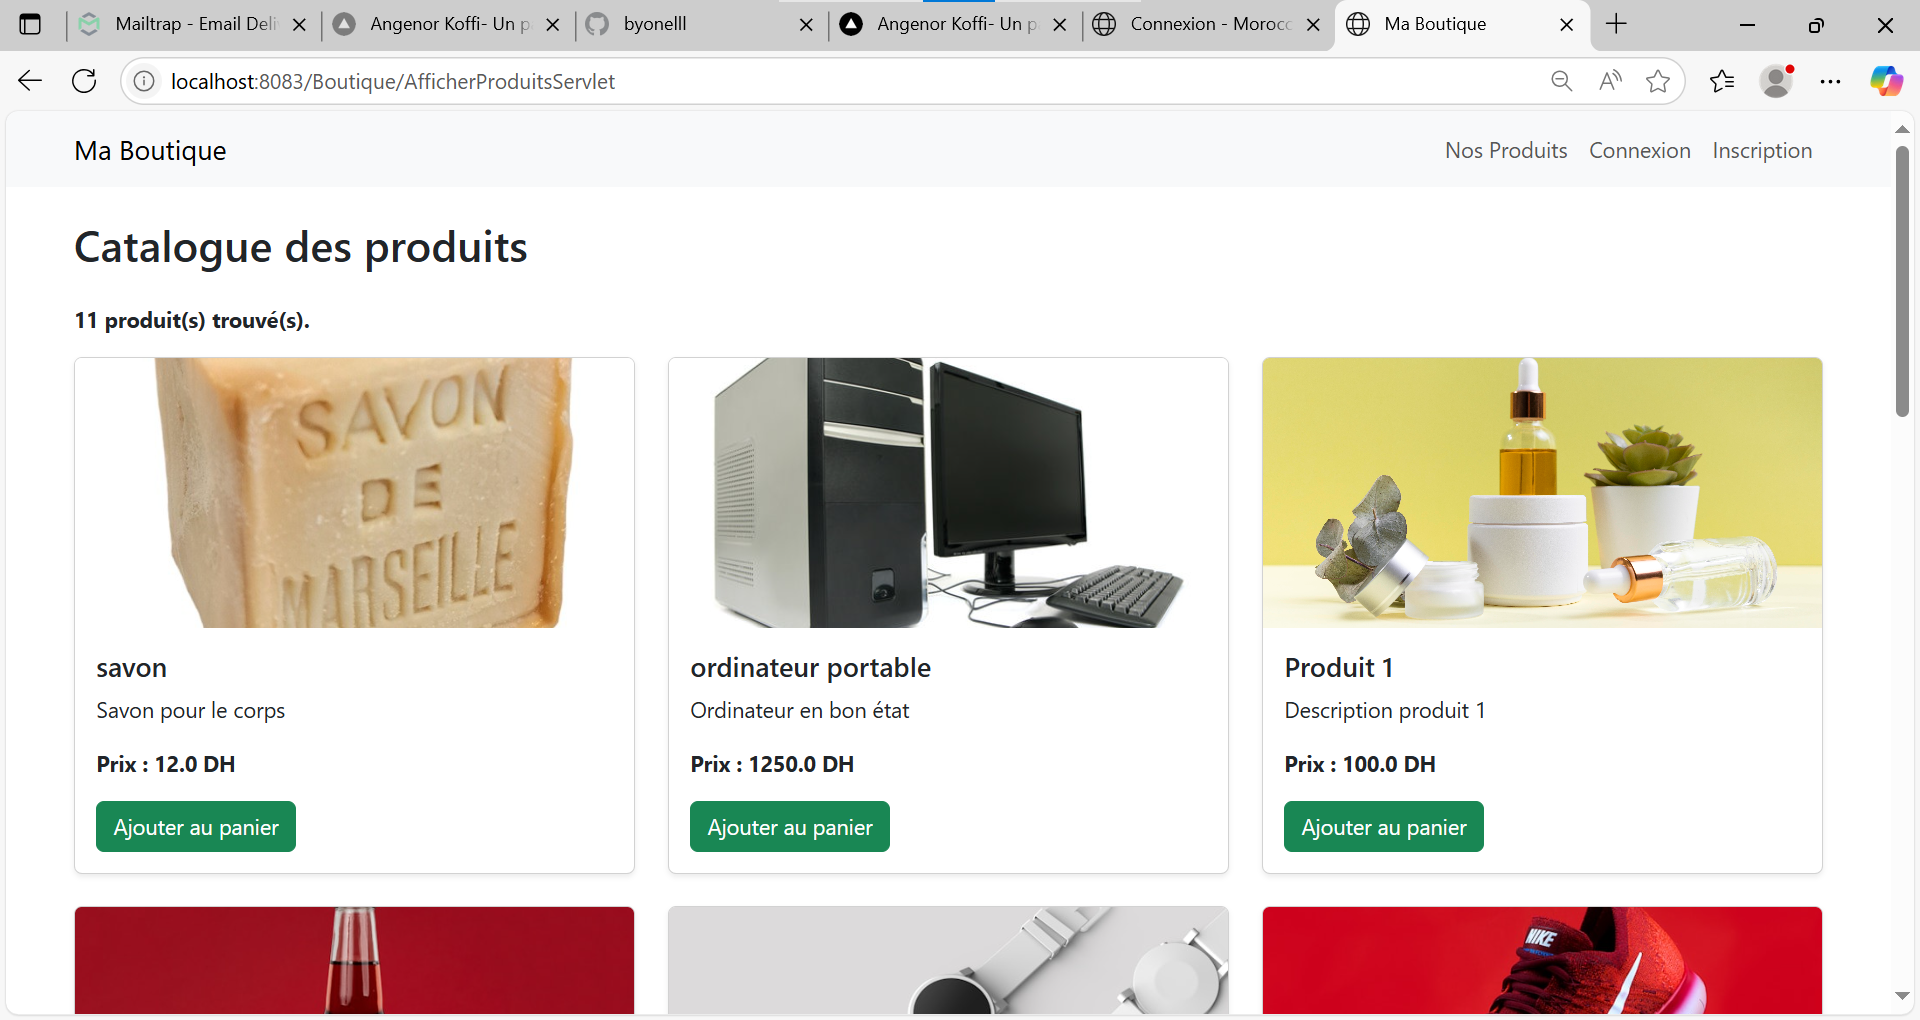 Mailtrap - Email Deli
Angenor Koffi- Un p
byonelll
Angenor Koffi- Un p
Connexion - Morocc
Ma Boutique
localhost:8083/Boutique/AfficherProduitsServlet
Ma Boutique
Nos Produits
Connexion
Inscription
Catalogue des produits
11 produit(s) trouvé(s).
SAVON
DE
MARSEILLE
savon
Savon pour le corps
Prix : 12.0 DH
Ajouter au panier
ordinateur portable
Ordinateur en bon état
Prix : 1250.0 DH
Ajouter au panier
Produit 1
Description produit 1
Prix : 100.0 DH
Ajouter au panier
NIKE